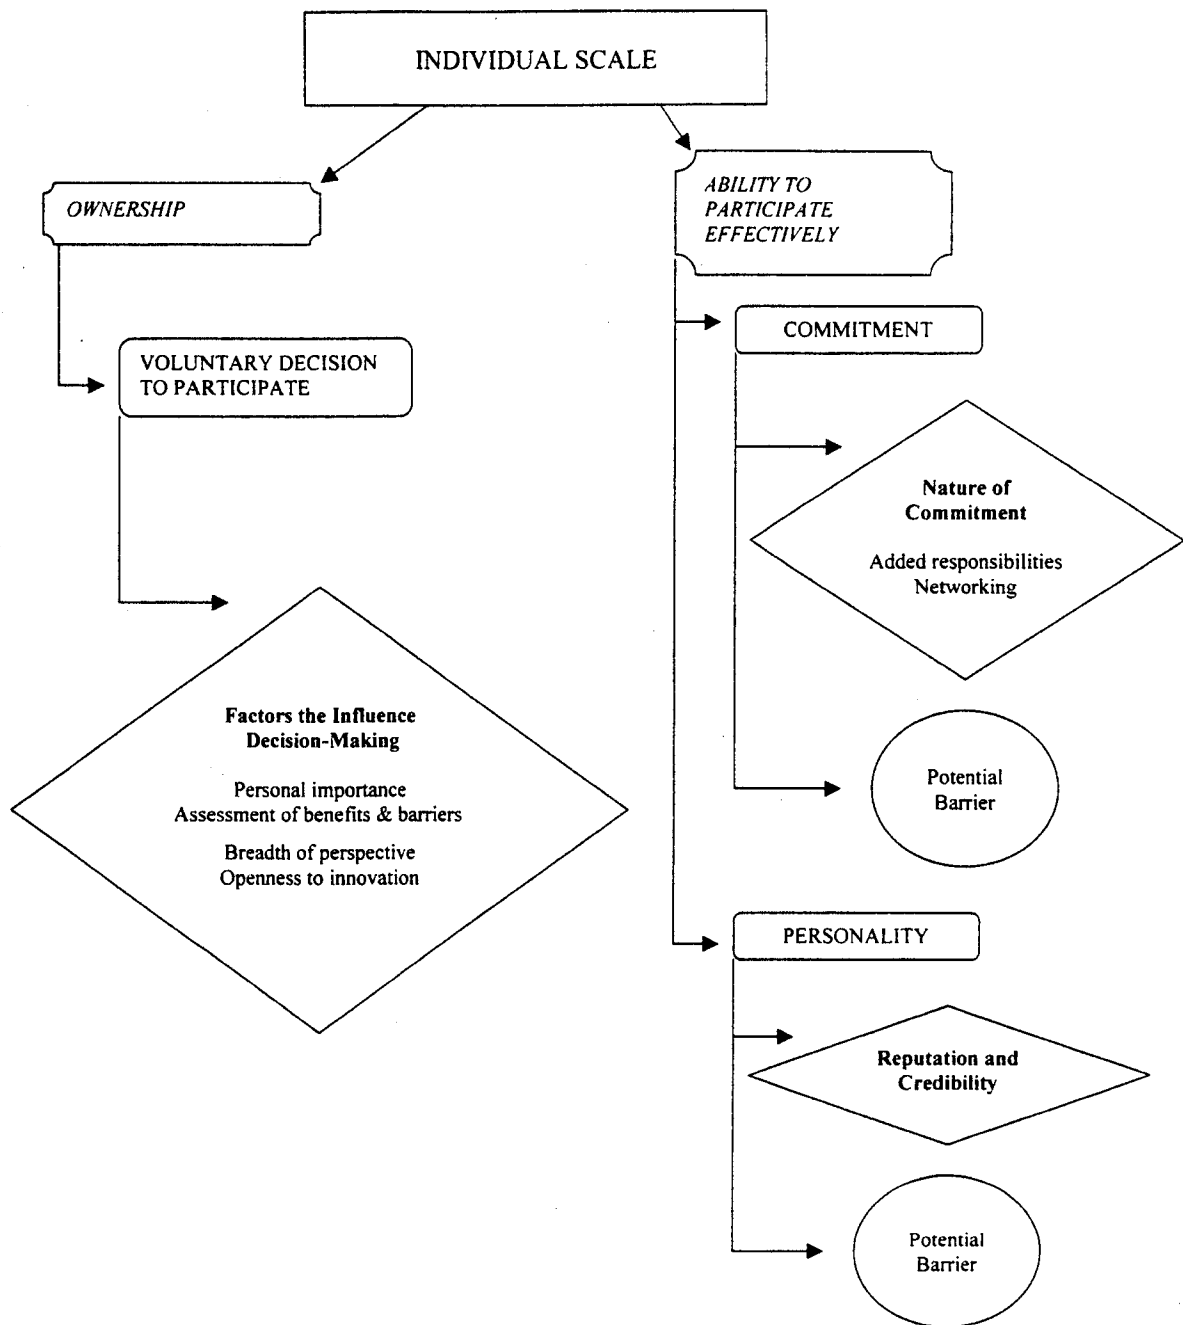 INDIVIDUAL SCALE
OWNERSHIP
VOLUNTARY DECISION
TO PARTICIPATE
Factors the Influence
Decision-Making
Personal importance
Assessment of benefits & barriers
Breadth of perspective
Openness to innovation
ABILITY TO
PARTICIPATE
EFFECTIVELY
COMMITMENT
Nature of
Commitment
Added responsibilities
Networking
Potential
Barrier
PERSONALITY
Reputation and
Credibility
Potential
Barrier